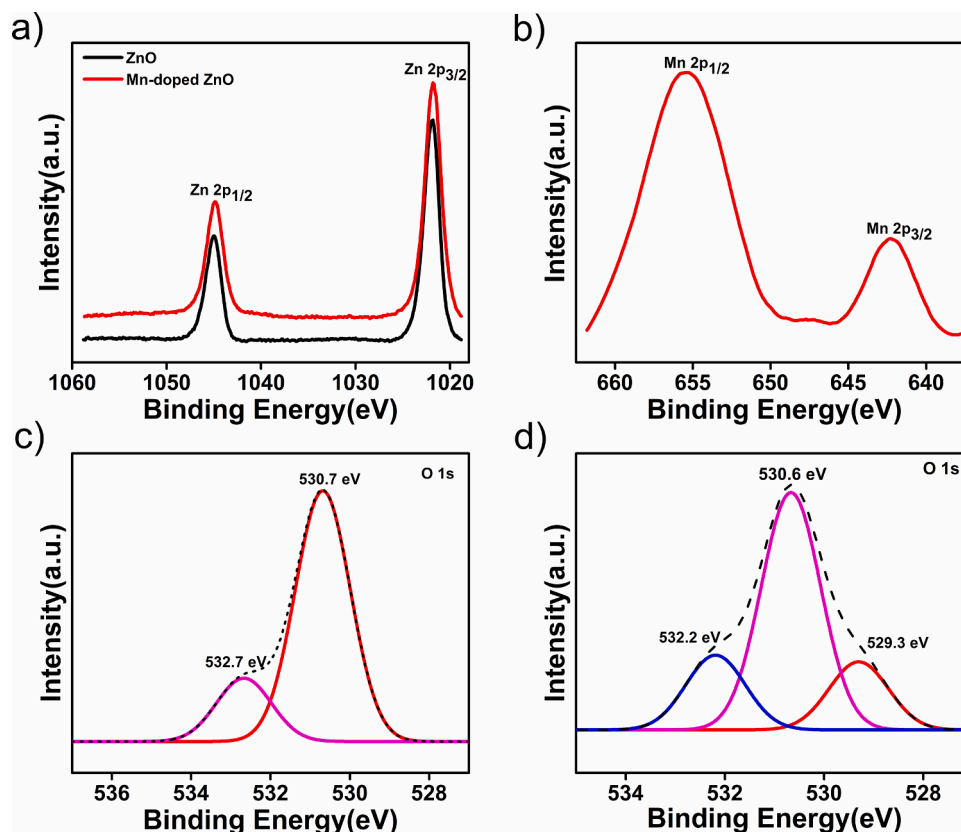 a)
ZnO
Mn-doped ZnO
Zn 2p3/2
Zn 2p1/2
Intensity(a.u.)
1060 1050 1040 1030 1020
Binding Energy(eV)
b)
Mn 2p1/2
Mn 2p3/2
Intensity(a.u.)
660 655 650 645 640
Binding Energy(eV)
c)
O 1s
530.7 eV
532.7 eV
Intensity(a.u.)
536 534 532 530 528
Binding Energy(eV)
d)
O 1s
530.6 eV
532.2 eV
529.3 eV
Intensity(a.u.)
534 532 530 528
Binding Energy(eV)